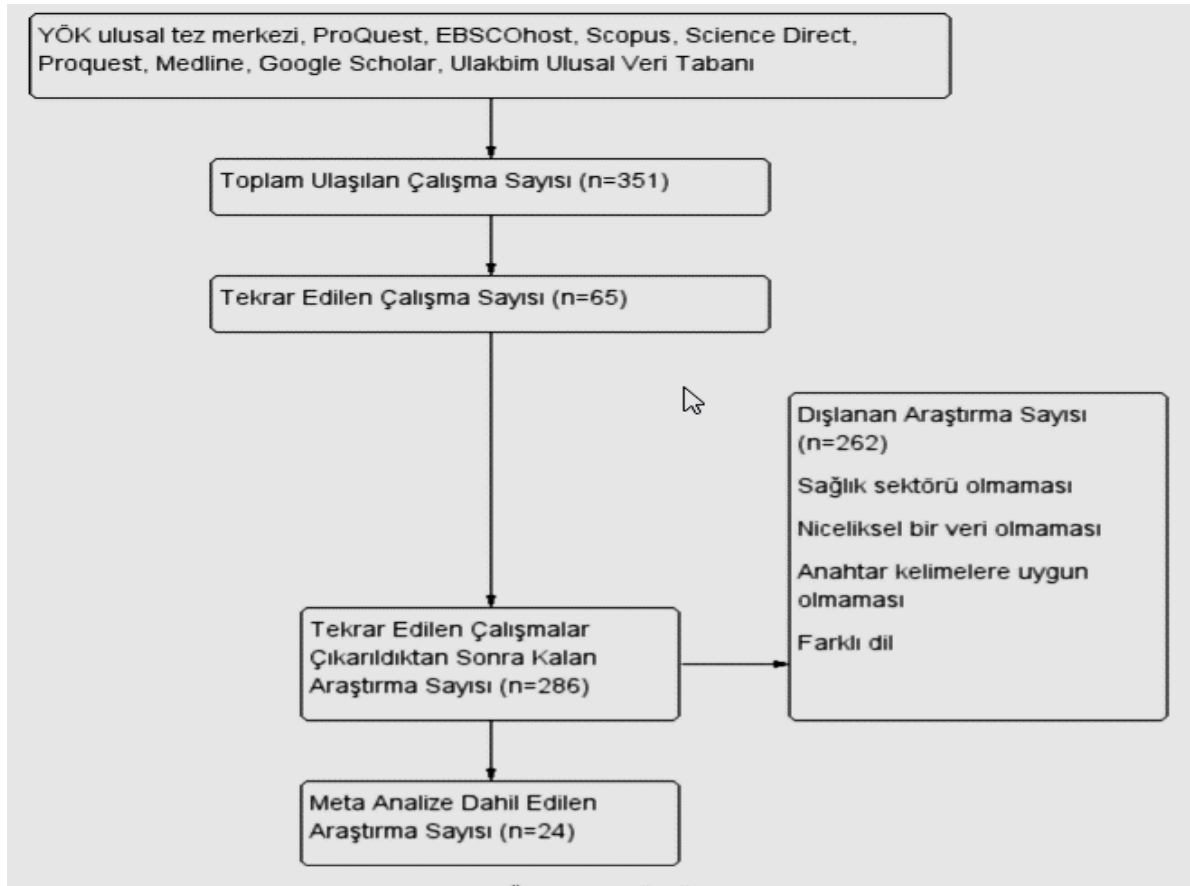 YÖK ulusal tez merkezi, ProQuest, EBSCOhost, Scopus, Science Direct,
Proquest, Medline, Google Scholar, Ulakbim Ulusal Veri Tabanı
Toplam Ulaşılan Çalışma Sayısı (n=351)
Tekrar Edilen Çalışma Sayısı (n=65)
Dışlanan Araştırma Sayısı
(n=262)
Sağlık sektörü olmaması
Niceliksel bir veri olmaması
Anahtar kelimelere uygun
olmaması
Farklı dil
Tekrar Edilen Çalışmalar
Çıkarıldıktan Sonra Kalan
Araştırma Sayısı (n=286)
Meta Analize Dahil Edilen
Araştırma Sayısı (n=24)